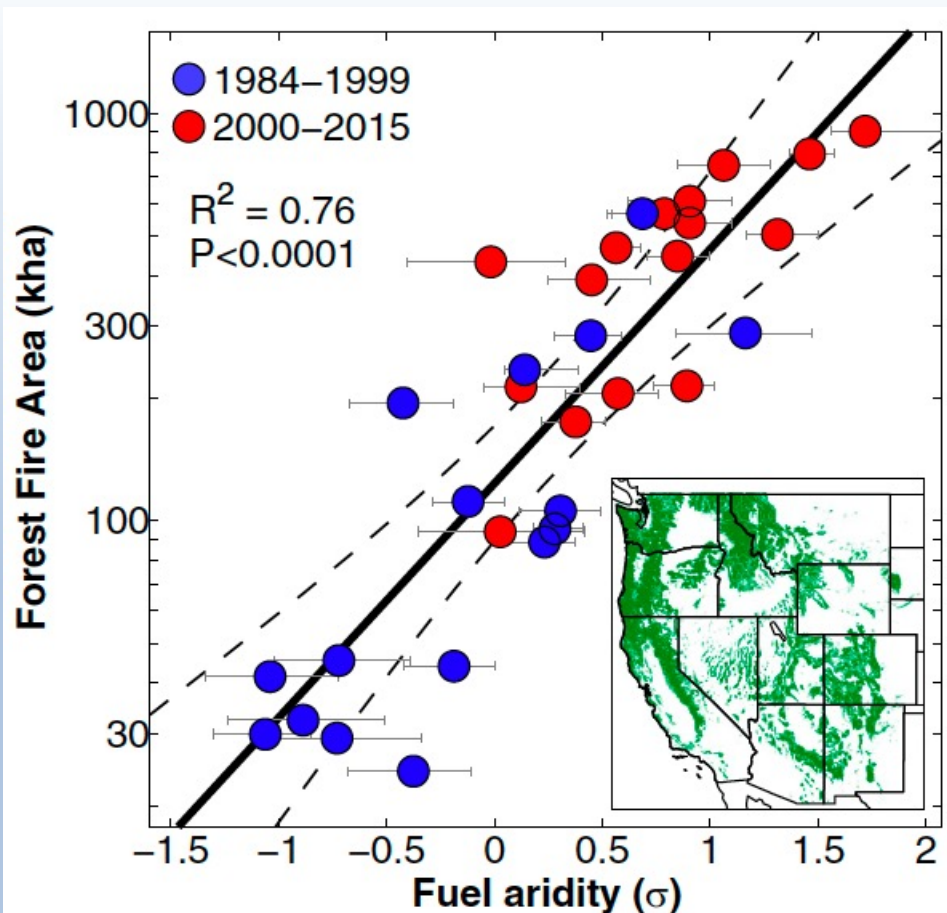 1984−1999
2000−2015
R² = 0.76
P<0.0001
1000
300
100
30
Forest Fire Area (kha)
−1.5 −1 −0.5 0 0.5 1 1.5 2
Fuel aridity (σ)